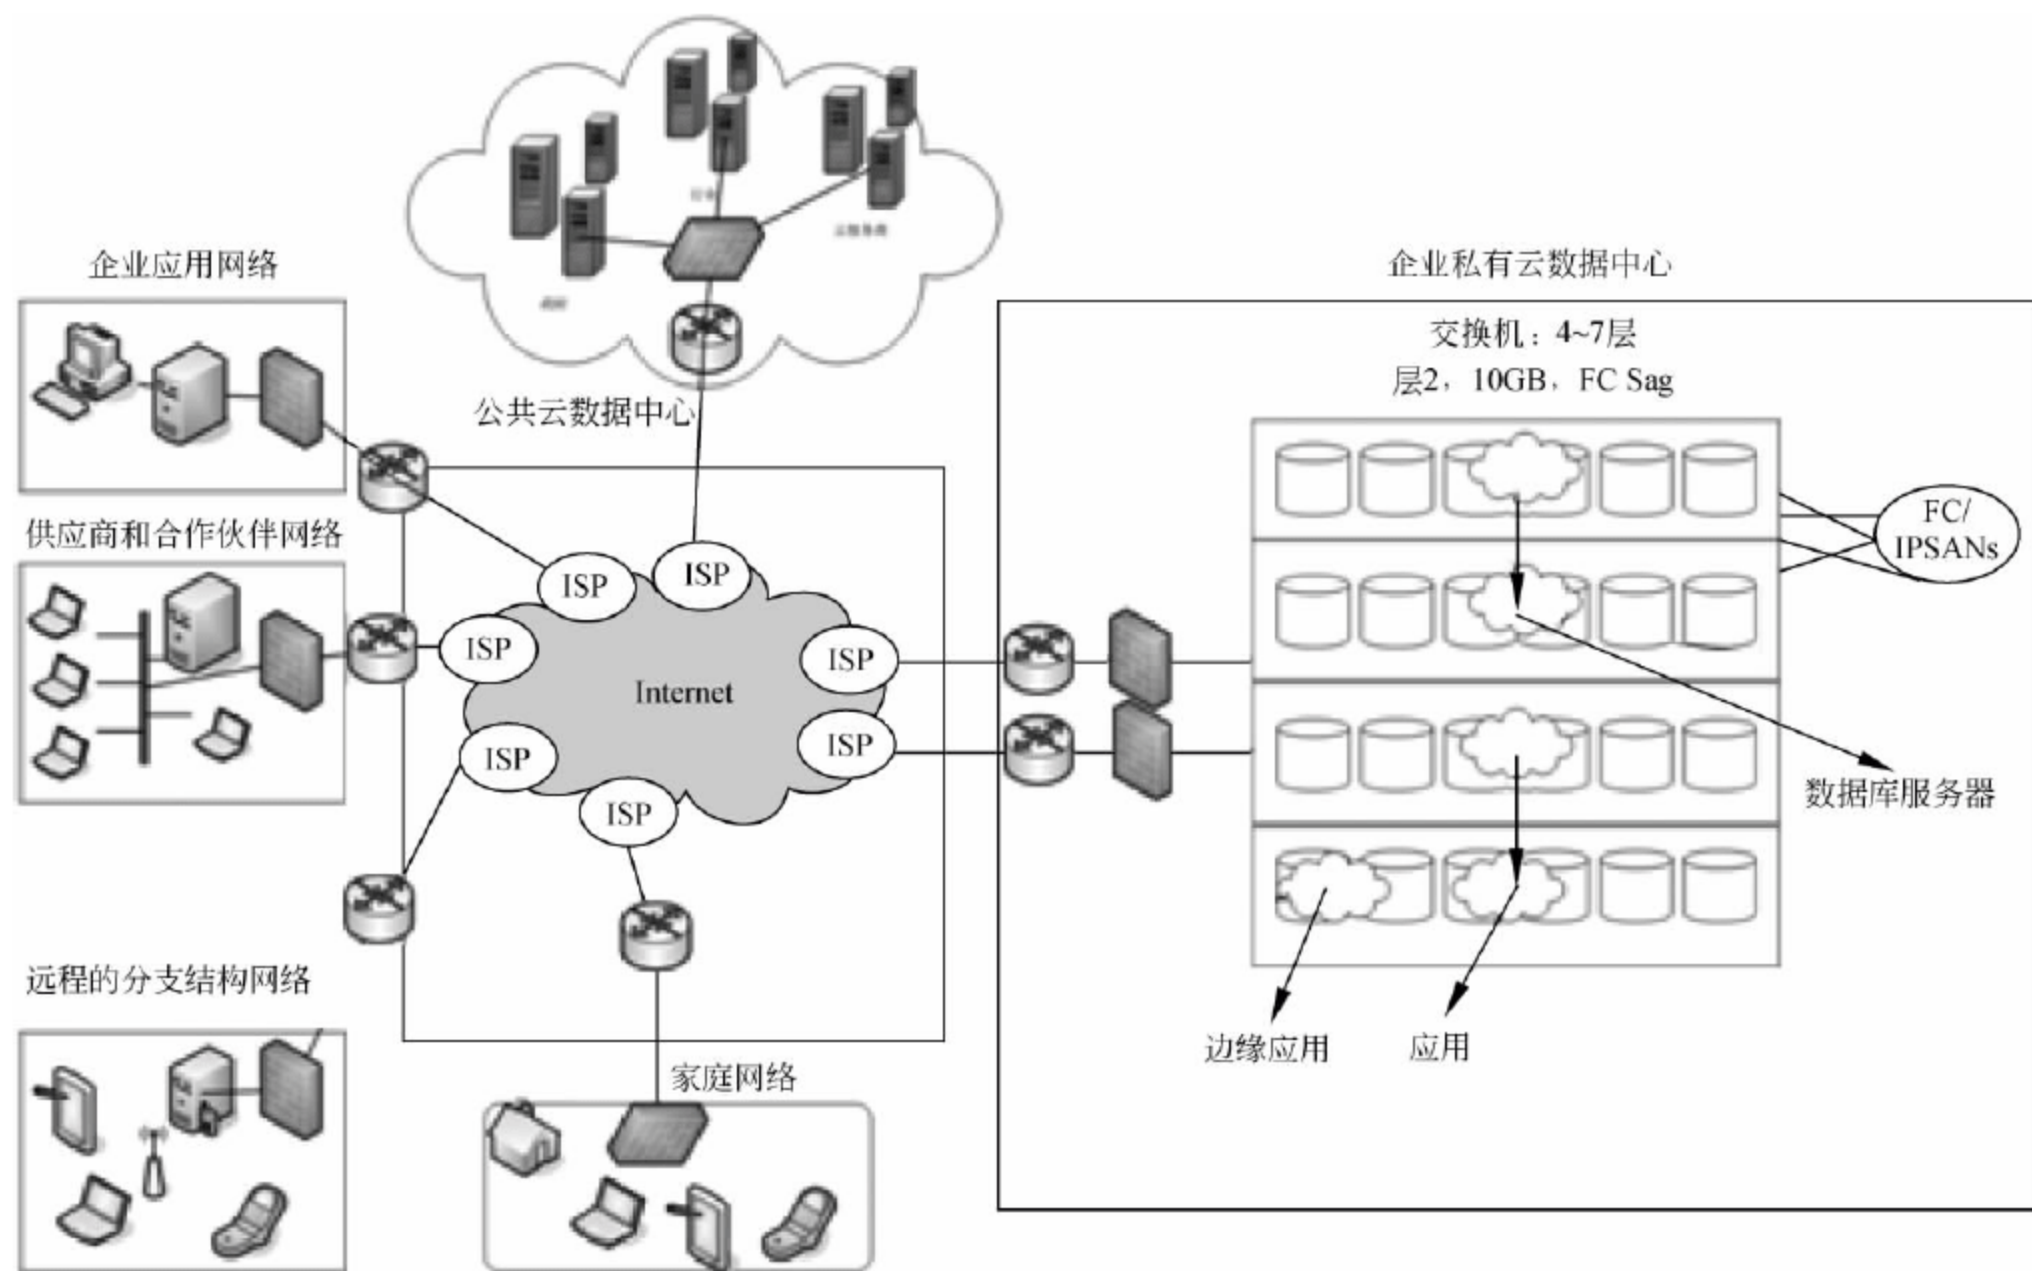 企业应用网络
公共云数据中心
企业私有云数据中心
交换机：4~7层
层2，10GB，FC Sag
FC/
IPSANs
供应商和合作伙伴网络
ISP
ISP
ISP
ISP
Internet
ISP
ISP
ISP
数据库服务器
远程的分支结构网络
边缘应用
应用
家庭网络